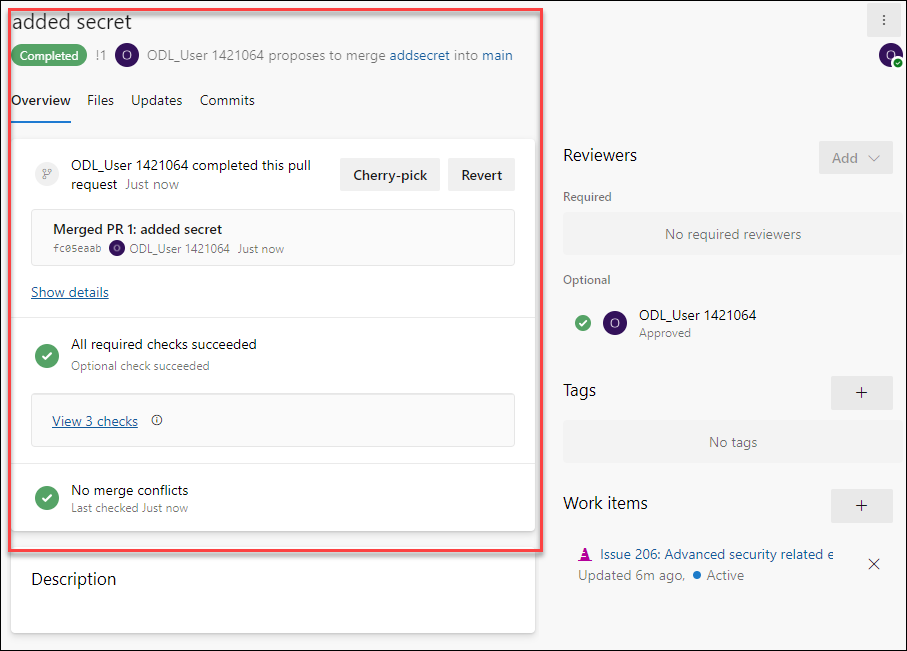 added secret
Completed !1 O ODL_User 1421064 proposes to merge addsecret into main
O
Overview Files Updates Commits
ODL_User 1421064 completed this pull
request Just now
Cherry-pick Revert
Merged PR 1: added secret
fc05eaab O ODL_User 1421064 Just now
Show details
All required checks succeeded
Optional check succeeded
View 3 checks
No merge conflicts
Last checked Just now
Description
Reviewers
Add
Required
No required reviewers
Optional
O ODL_User 1421064
Approved
Tags
No tags
Work items
Issue 206: Advanced security related e
Updated 6m ago, Active